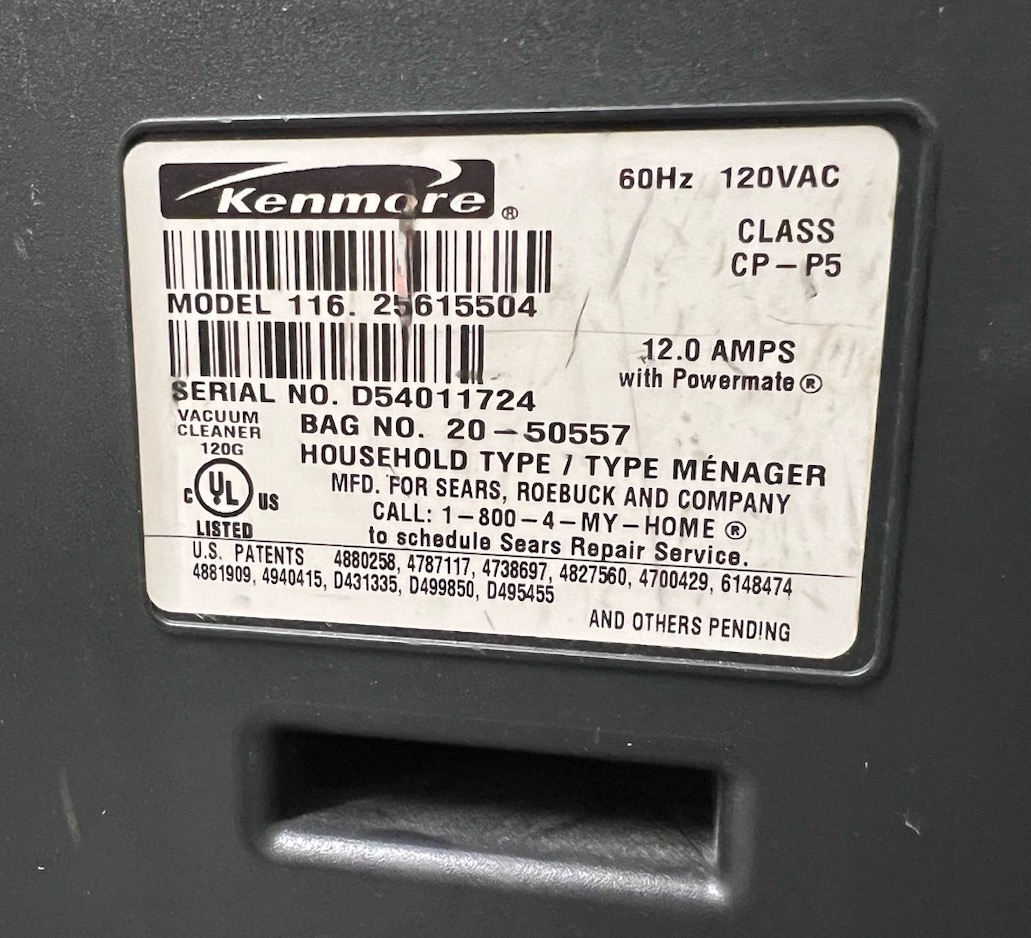 Kenmore®
60Hz 120VAC
CLASS
CP-P5
MODEL 116. 25615504
12.0 AMPS
with Powermate®
SERIAL NO. D54011724
VACUUM
CLEANER
120G
C UL US
LISTED
BAG NO. 20-50557
HOUSEHOLD TYPE / TYPE MÉNAGER
MFD. FOR SEARS, ROEBUCK AND COMPANY
CALL: 1-800-4-MY-HOME®
to schedule Sears Repair Service.
U.S. PATENTS 4880258, 4787117, 4738697, 4827560, 4700429, 6148474
4881909, 4940415, D431335, D499850, D495455
AND OTHERS PENDING